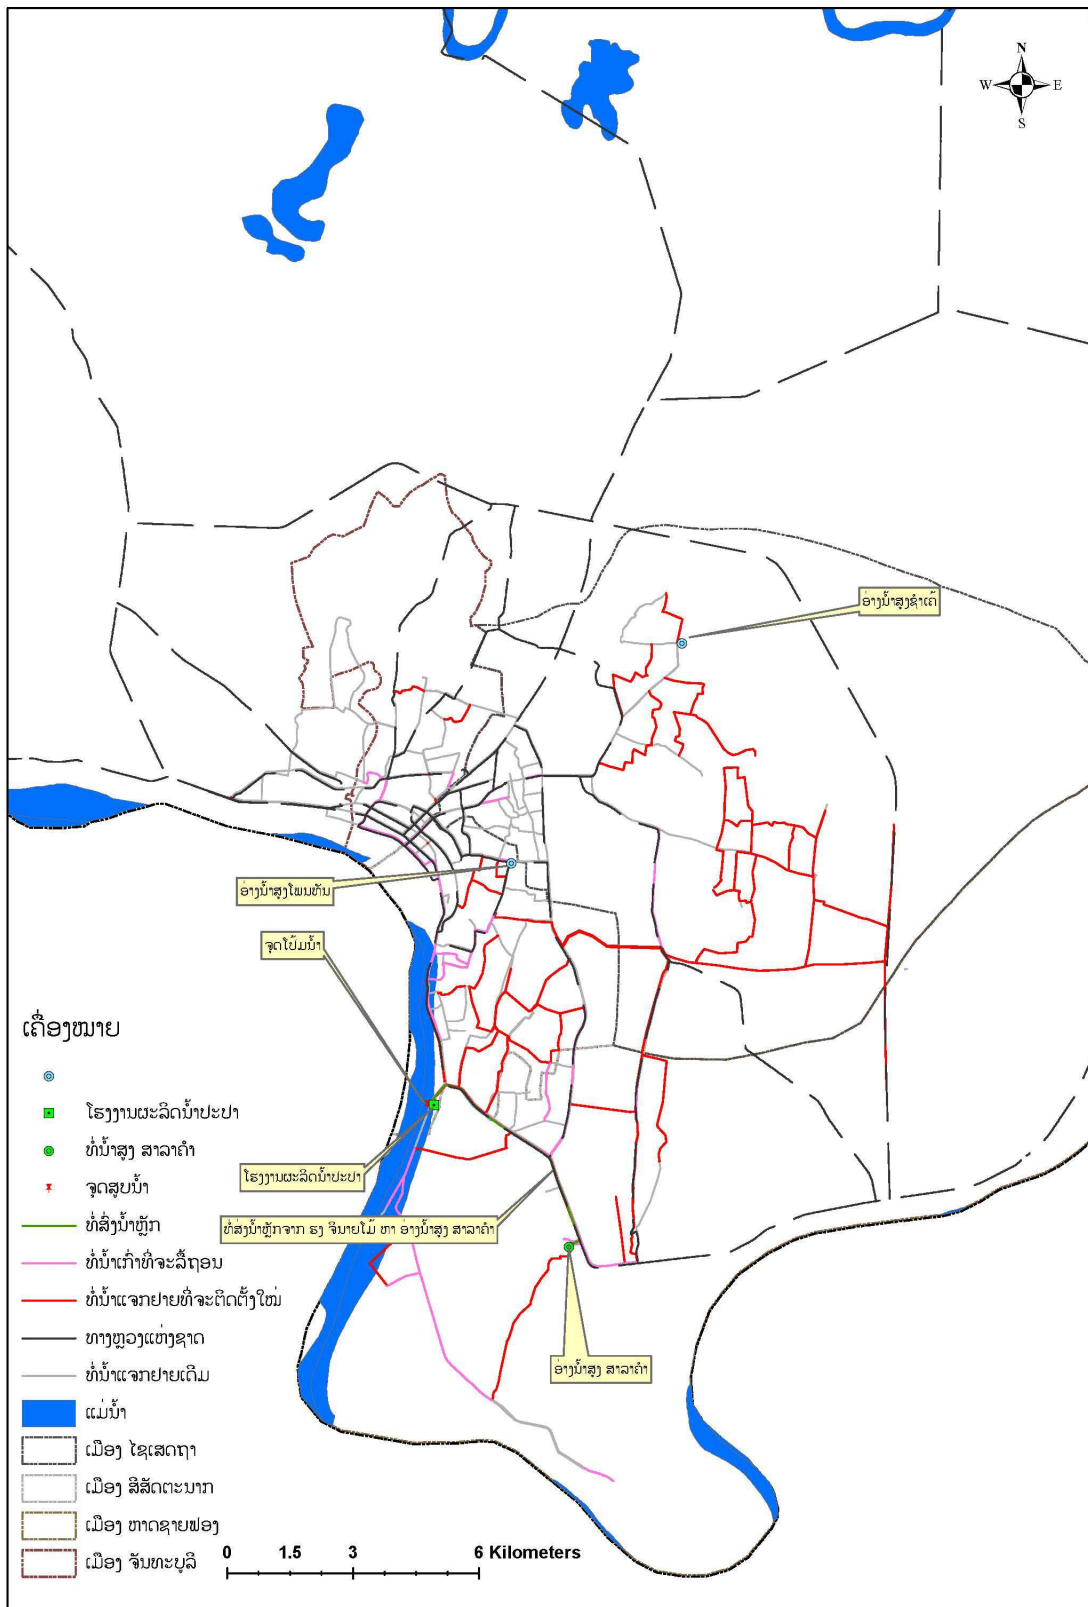 N
W E
S
ອ່າງນ້ຳສູງຊຳເຄ້
ອ່າງນ້ຳສູງໂພນທັນ
ຈຸດໂປ້ມນ້ຳ
ໂຮງງານຜະລິດນ້ຳປະປາ
ທໍ່ສົ່ງນ້ຳຫຼັກຈາກ ຮງ ຈິນາຍໂມ້ ຫາ ອ່າງນ້ຳສູງ ສາລາຄຳ
ອ່າງນ້ຳສູງ ສາລາຄຳ
ເຄື່ອງໝາຍ
ໂຮງງານຜະລິດນ້ຳປະປາ
ທໍ່ນ້ຳສູງ ສາລາຄຳ
ຈຸດສູບນ້ຳ
ທໍ່ສົ່ງນ້ຳຫຼັກ
ທໍ່ນ້ຳເກົ່າທີ່ຈະລື້ຖອນ
ທໍ່ນ້ຳແຈກຢາຍທີ່ຈະຕິດຕັ້ງໃໝ່
ທາງຫຼວງແຫ່ງຊາດ
ທໍ່ນ້ຳແຈກຢາຍເດີມ
ແມ່ນ້ຳ
ເມືອງ ໄຊເສດຖາ
ເມືອງ ສີສັດຕະນາກ
ເມືອງ ຫາດຊາຍຟອງ
ເມືອງ ຈັນທະບູລີ
0 1.5 3 6 Kilometers